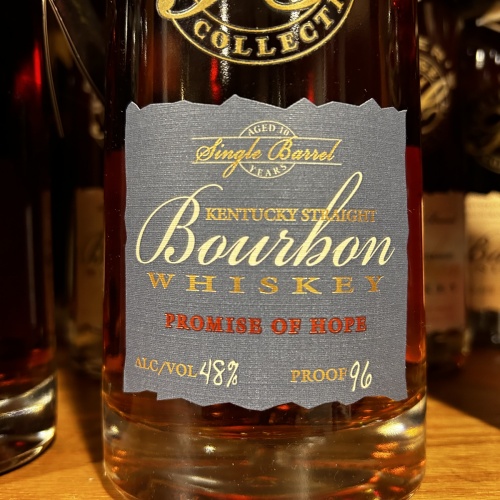 COLLECTI
AGED 10
Single Barrel
YEARS
KENTUCKY STRAIGHT
Bourbon
WHISKEY
PROMISE OF HOPE
ALC/VOL 48% PROOF 96